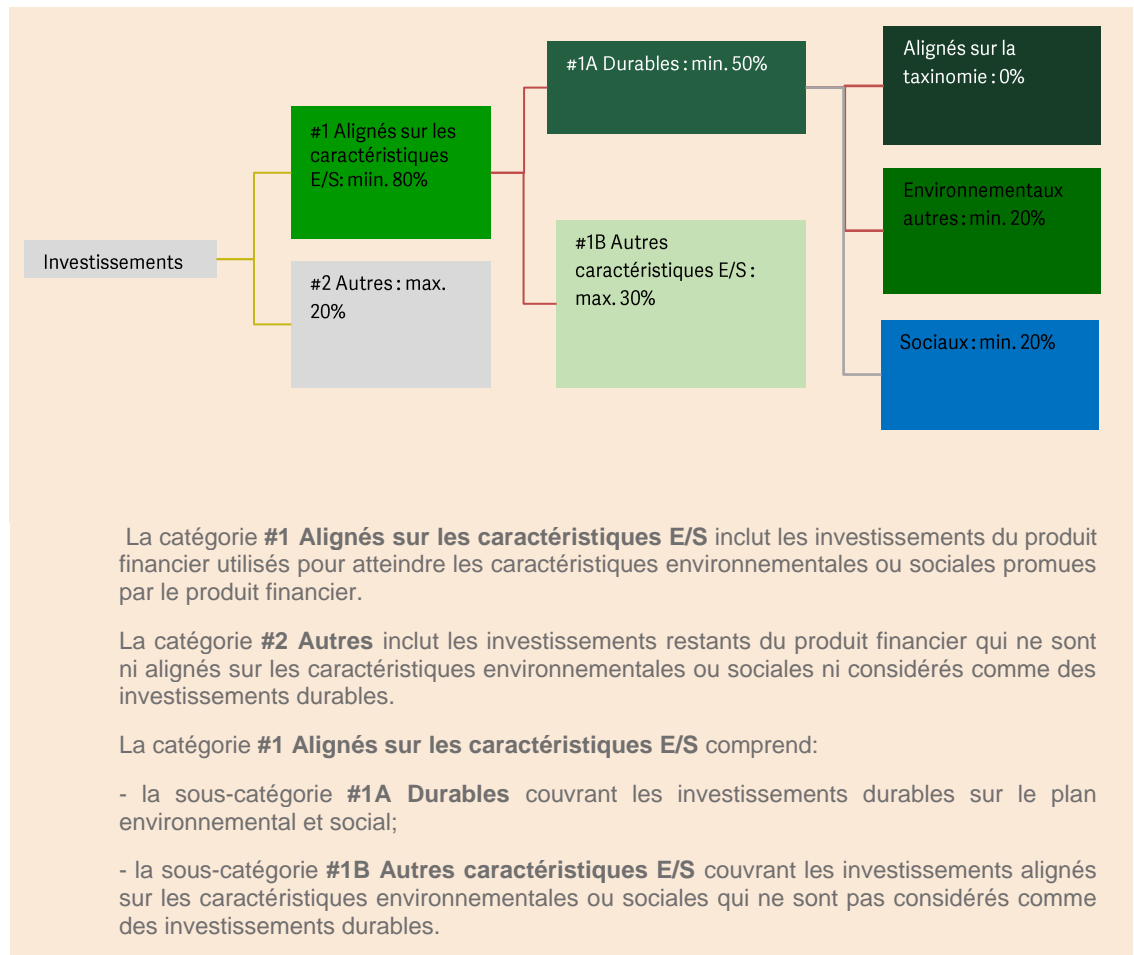 Investissements
#1 Alignés sur les
caractéristiques
E/S: miin. 80%
#2 Autres : max.
20%
#1A Durables : min. 50%
#1B Autres
caractéristiques E/S :
max. 30%
Alignés sur la
taxinomie : 0%
Environnementaux
autres : min. 20%
Sociaux : min. 20%
La catégorie #1 Alignés sur les caractéristiques E/S inclut les investissements du produit
financier utilisés pour atteindre les caractéristiques environnementales ou sociales promues
par le produit financier.
La catégorie #2 Autres inclut les investissements restants du produit financier qui ne sont
ni alignés sur les caractéristiques environnementales ou sociales ni considérés comme des
investissements durables.
La catégorie #1 Alignés sur les caractéristiques E/S comprend:
- la sous-catégorie #1A Durables couvrant les investissements durables sur le plan
environnemental et social;
- la sous-catégorie #1B Autres caractéristiques E/S couvrant les investissements alignés
sur les caractéristiques environnementales ou sociales qui ne sont pas considérés comme
des investissements durables.